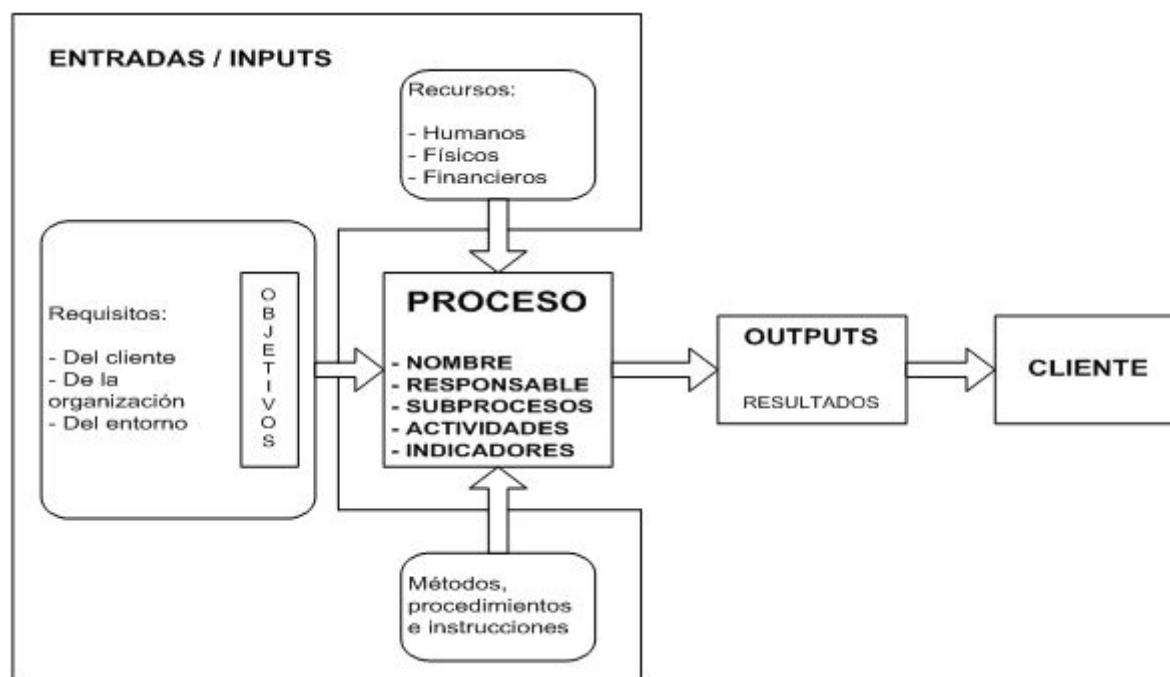 ENTRADAS / INPUTS
Recursos:
- Humanos
- Físicos
- Financieros
Requisitos:
- Del cliente
- De la
organización
- Del entorno
OBJETIVOS
PROCESO
- NOMBRE
- RESPONSABLE
- SUBPROCESOS
- ACTIVIDADES
- INDICADORES
Métodos,
procedimientos
e instrucciones
OUTPUTS
RESULTADOS
CLIENTE